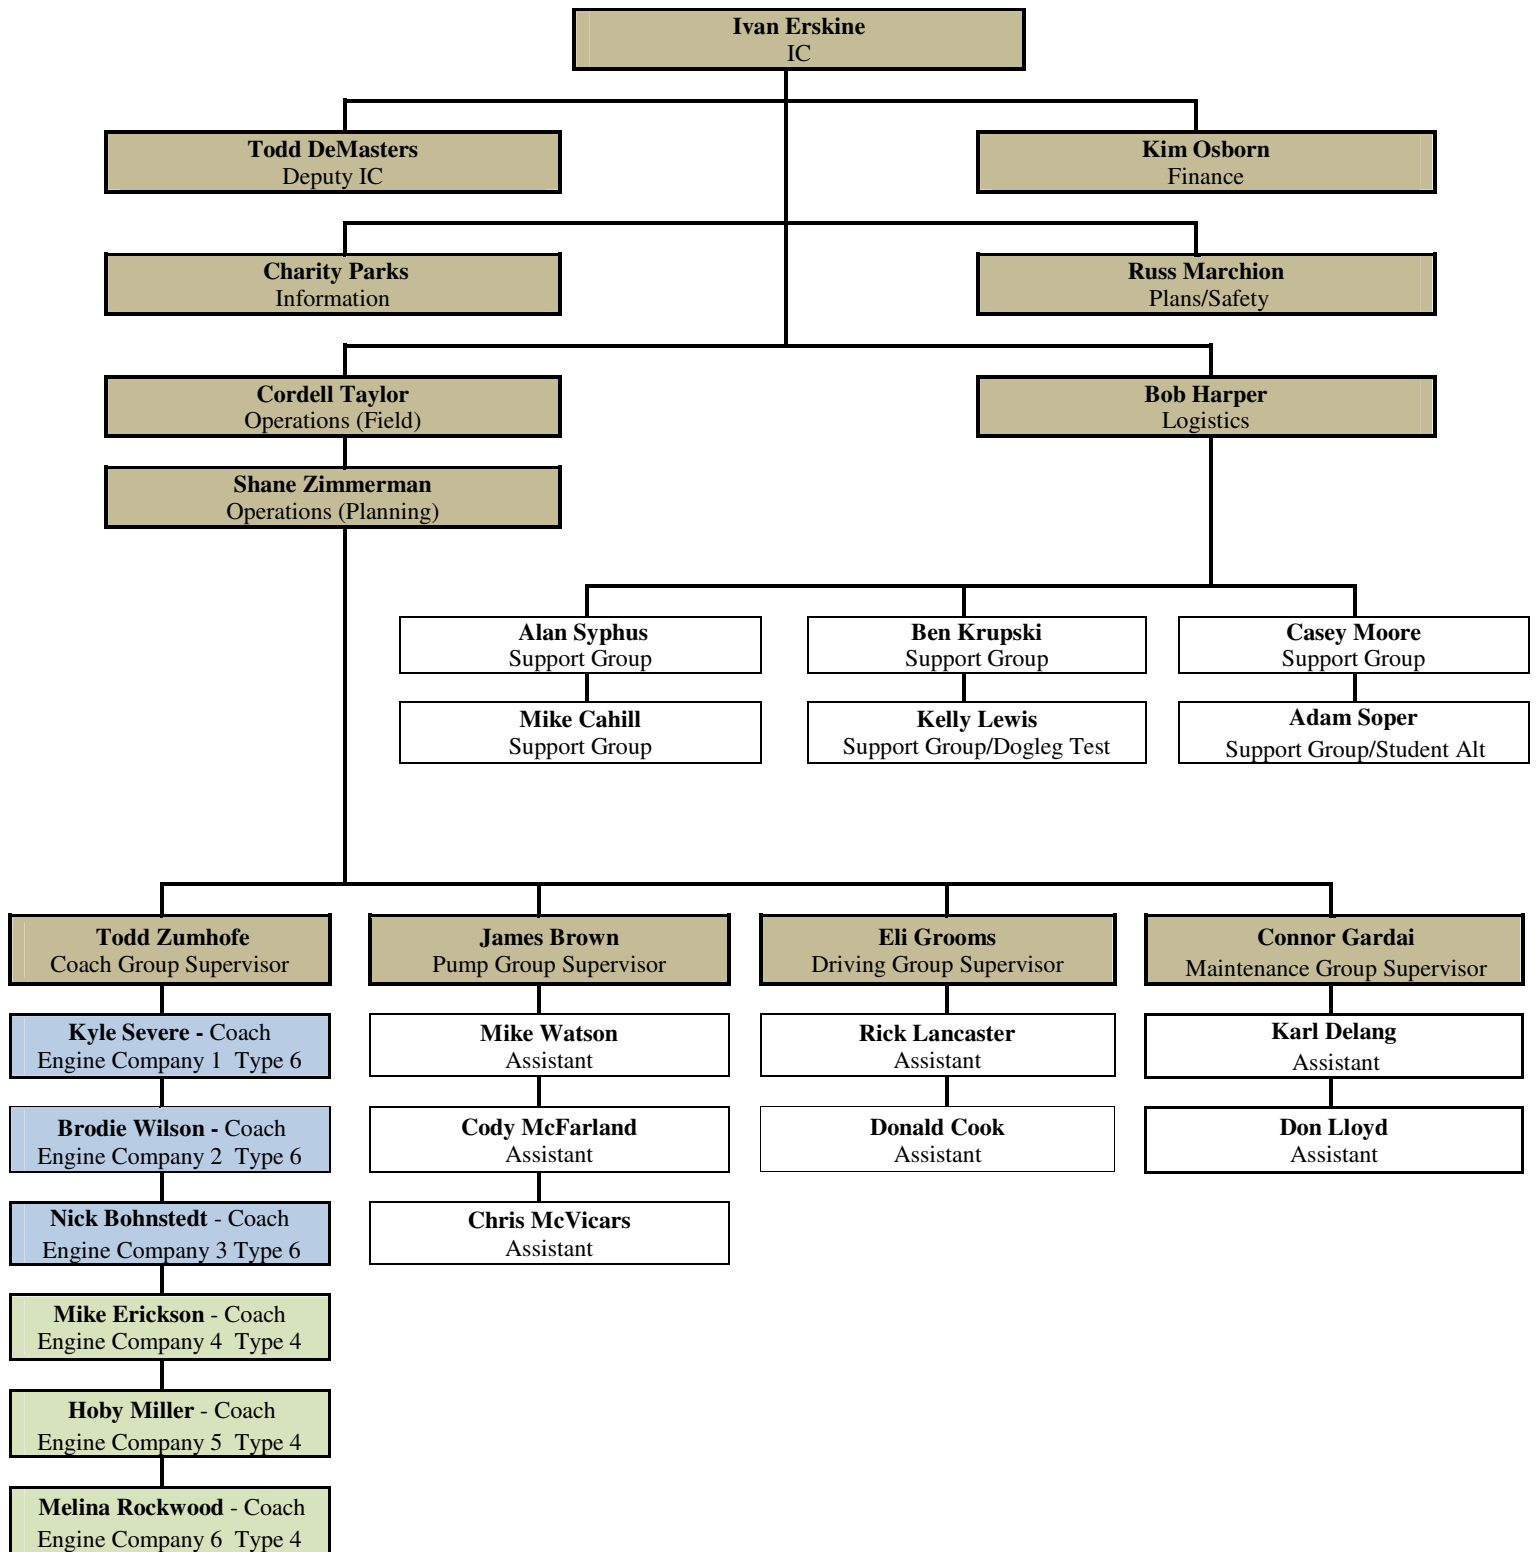 Ivan Erskine
IC
Todd DeMasters
Deputy IC
Kim Osborn
Finance
Charity Parks
Information
Russ Marchion
Plans/Safety
Cordell Taylor
Operations (Field)
Bob Harper
Logistics
Shane Zimmerman
Operations (Planning)
Alan Syphus
Support Group
Ben Krupski
Support Group
Casey Moore
Support Group
Mike Cahill
Support Group
Kelly Lewis
Support Group/Dogleg Test
Adam Soper
Support Group/Student Alt
Todd Zumhofe
Coach Group Supervisor
James Brown
Pump Group Supervisor
Eli Grooms
Driving Group Supervisor
Connor Gardai
Maintenance Group Supervisor
Kyle Severe - Coach
Engine Company 1  Type 6
Mike Watson
Assistant
Rick Lancaster
Assistant
Karl Delang
Assistant
Brodie Wilson - Coach
Engine Company 2  Type 6
Cody McFarland
Assistant
Donald Cook
Assistant
Don Lloyd
Assistant
Nick Bohnstedt - Coach
Engine Company 3 Type 6
Chris McVicars
Assistant
Mike Erickson - Coach
Engine Company 4  Type 4
Hoby Miller - Coach
Engine Company 5  Type 4
Melina Rockwood - Coach
Engine Company 6  Type 4